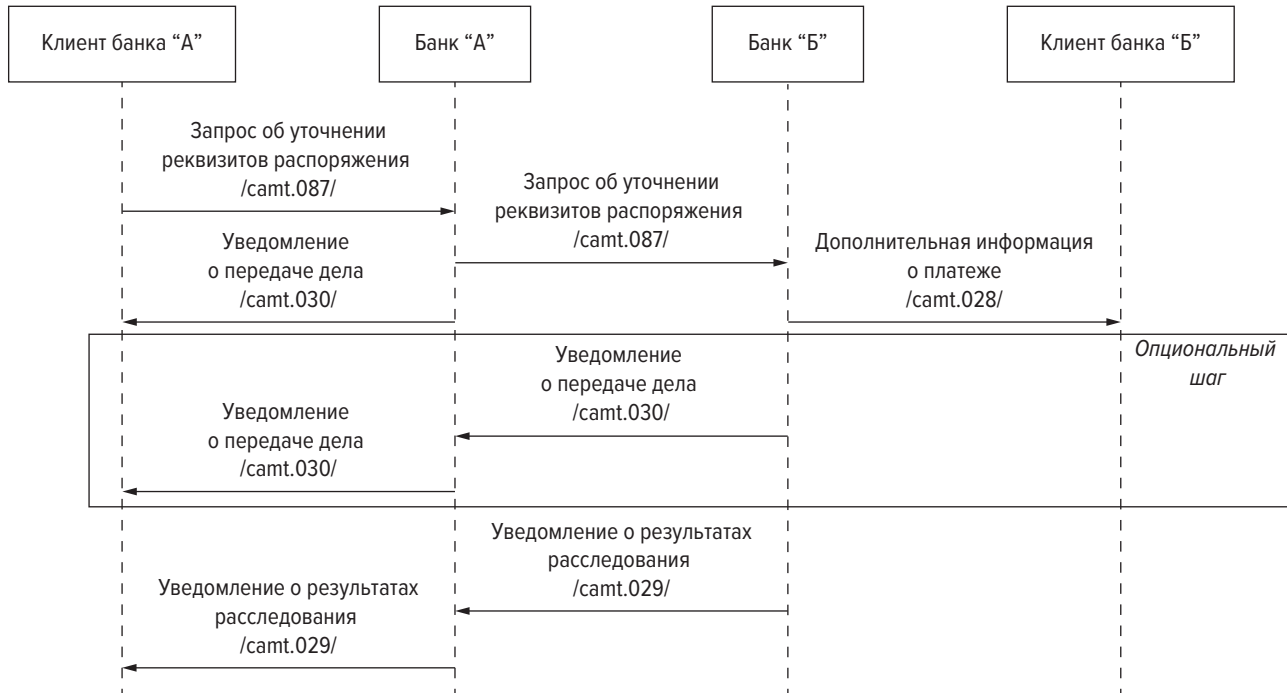 Клиент банка “А”
Банк “А”
Банк “Б”
Клиент банка “Б”
Запрос об уточнении
реквизитов распоряжения
/camt.087/
Запрос об уточнении
реквизитов распоряжения
/camt.087/
Уведомление
о передаче дела
/camt.030/
Дополнительная информация
о платеже
/camt.028/
Опциональный
шаг
Уведомление
о передаче дела
/camt.030/
Уведомление
о передаче дела
/camt.030/
Уведомление о результатах
расследования
/camt.029/
Уведомление о результатах
расследования
/camt.029/